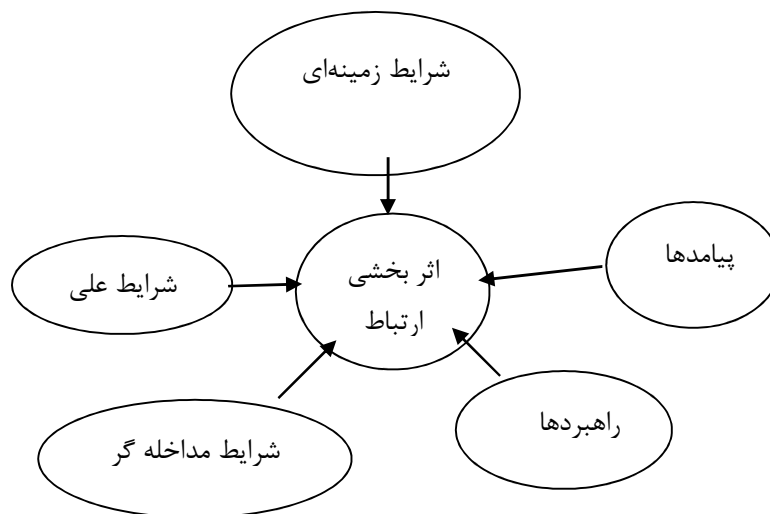 شرایط زمینه‌ای
پیامدها
اثر بخشی
ارتباط
شرایط علی
راهبردها
شرایط مداخله گر